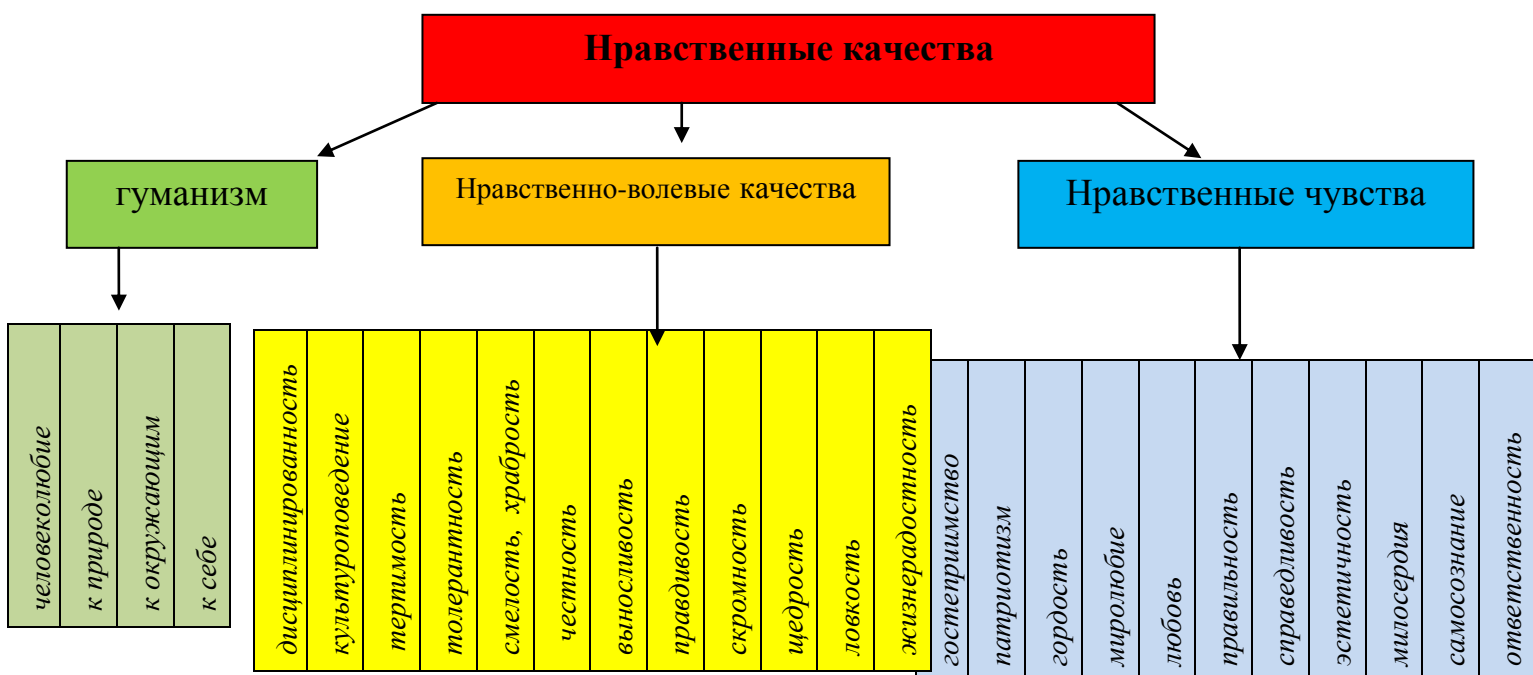 Нравственные качества
гуманизм
Нравственно-волевые качества
Нравственные чувства
человеколюбие
к природе
к окружающим
к себе
дисциплинированность
культуроповедение
терпимость
толерантность
смелость, храбрость
честность
выносливость
правдивость
скромность
щедрость
ловкость
жизнерадостность
гостеприимство
патриотизм
гордость
миролюбие
любовь
правильность
справедливость
эстетичность
милосердия
самосознание
ответственность